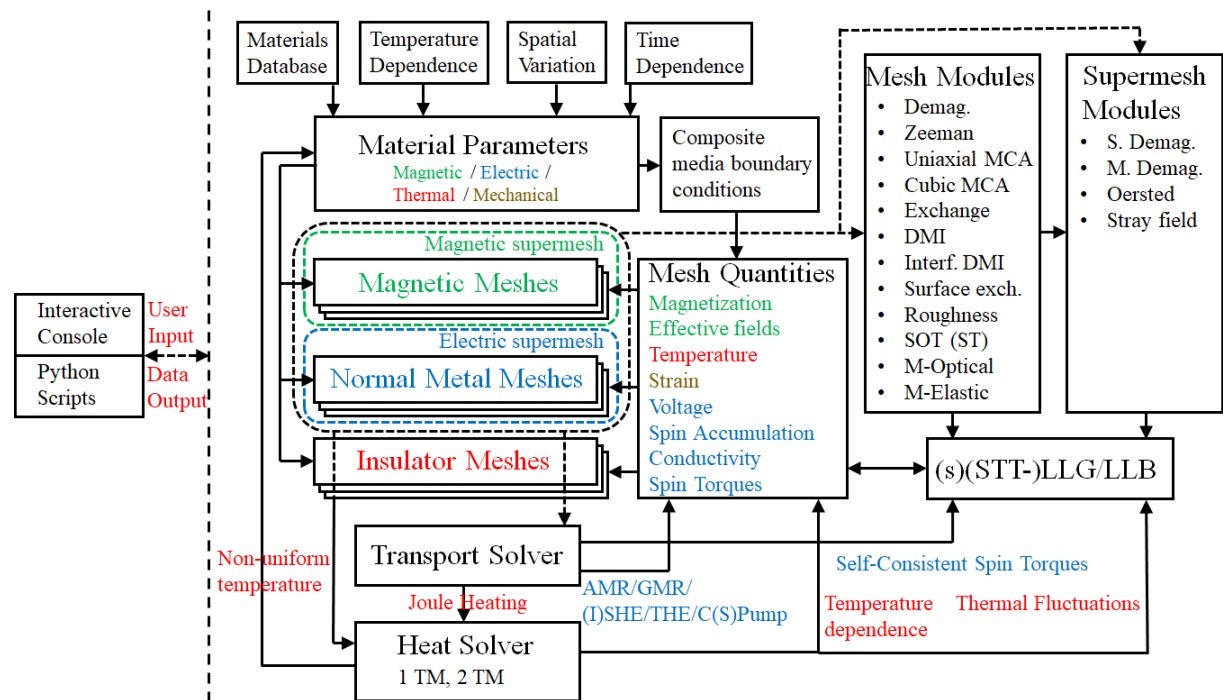 Materials
Database
Temperature
Dependence
Spatial
Variation
Time
Dependence
Material Parameters
Magnetic / Electric /
Thermal / Mechanical
Composite
media boundary
conditions
Mesh Modules
• Demag.
• Zeeman
• Uniaxial MCA
• Cubic MCA
• Exchange
• DMI
• Interf. DMI
• Surface exch.
• Roughness
• SOT (ST)
• M-Optical
• M-Elastic
Supermesh
Modules
• S. Demag.
• M. Demag.
• Oersted
• Stray field
Magnetic supermesh
Magnetic Meshes
Electric supermesh
Normal Metal Meshes
Insulator Meshes
Mesh Quantities
Magnetization
Effective fields
Temperature
Strain
Voltage
Spin Accumulation
Conductivity
Spin Torques
Interactive
Console
Python
Scripts
User
Input
Data
Output
(s)(STT-)LLG/LLB
Transport Solver
Non-uniform
temperature
Joule Heating
AMR/GMR/
(I)SHE/THE/C(S)Pump
Self-Consistent Spin Torques
Temperature
dependence
Thermal Fluctuations
Heat Solver
1 TM, 2 TM